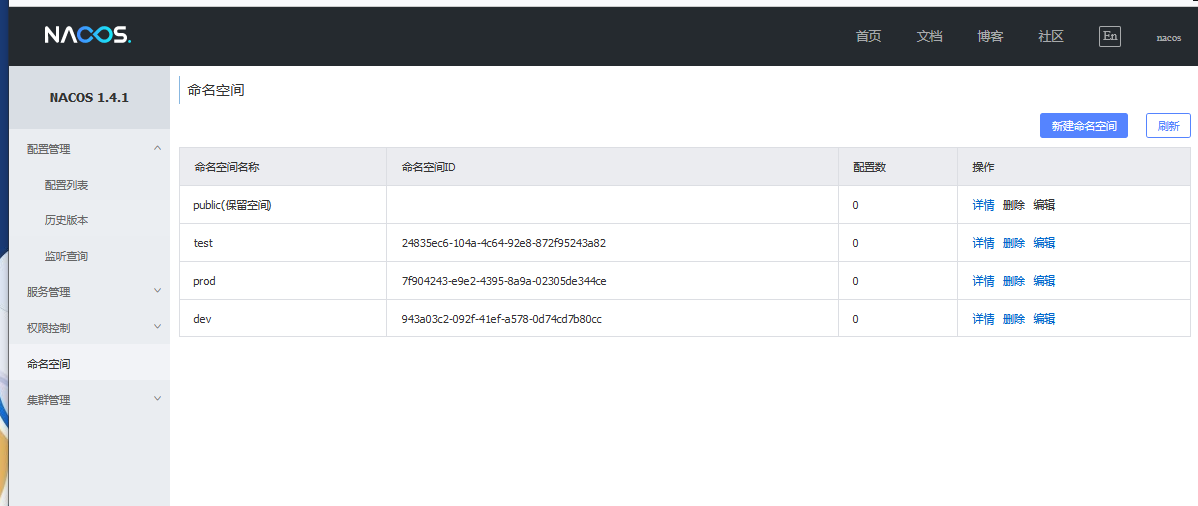 NACOS.
首页 文档 博客 社区 En nacos
NACOS 1.4.1
配置管理
配置列表
历史版本
监听查询
服务管理
权限控制
命名空间
集群管理
命名空间
新建命名空间 刷新
命名空间名称 命名空间ID 配置数 操作
public(保留空间) 0 详情 删除 编辑
test 24835ec6-104a-4c64-92e8-872f95243a82 0 详情 删除 编辑
prod 7f904243-e9e2-4395-8a9a-02305de344ce 0 详情 删除 编辑
dev 943a03c2-092f-41ef-a578-0d74cd7b80cc 0 详情 删除 编辑